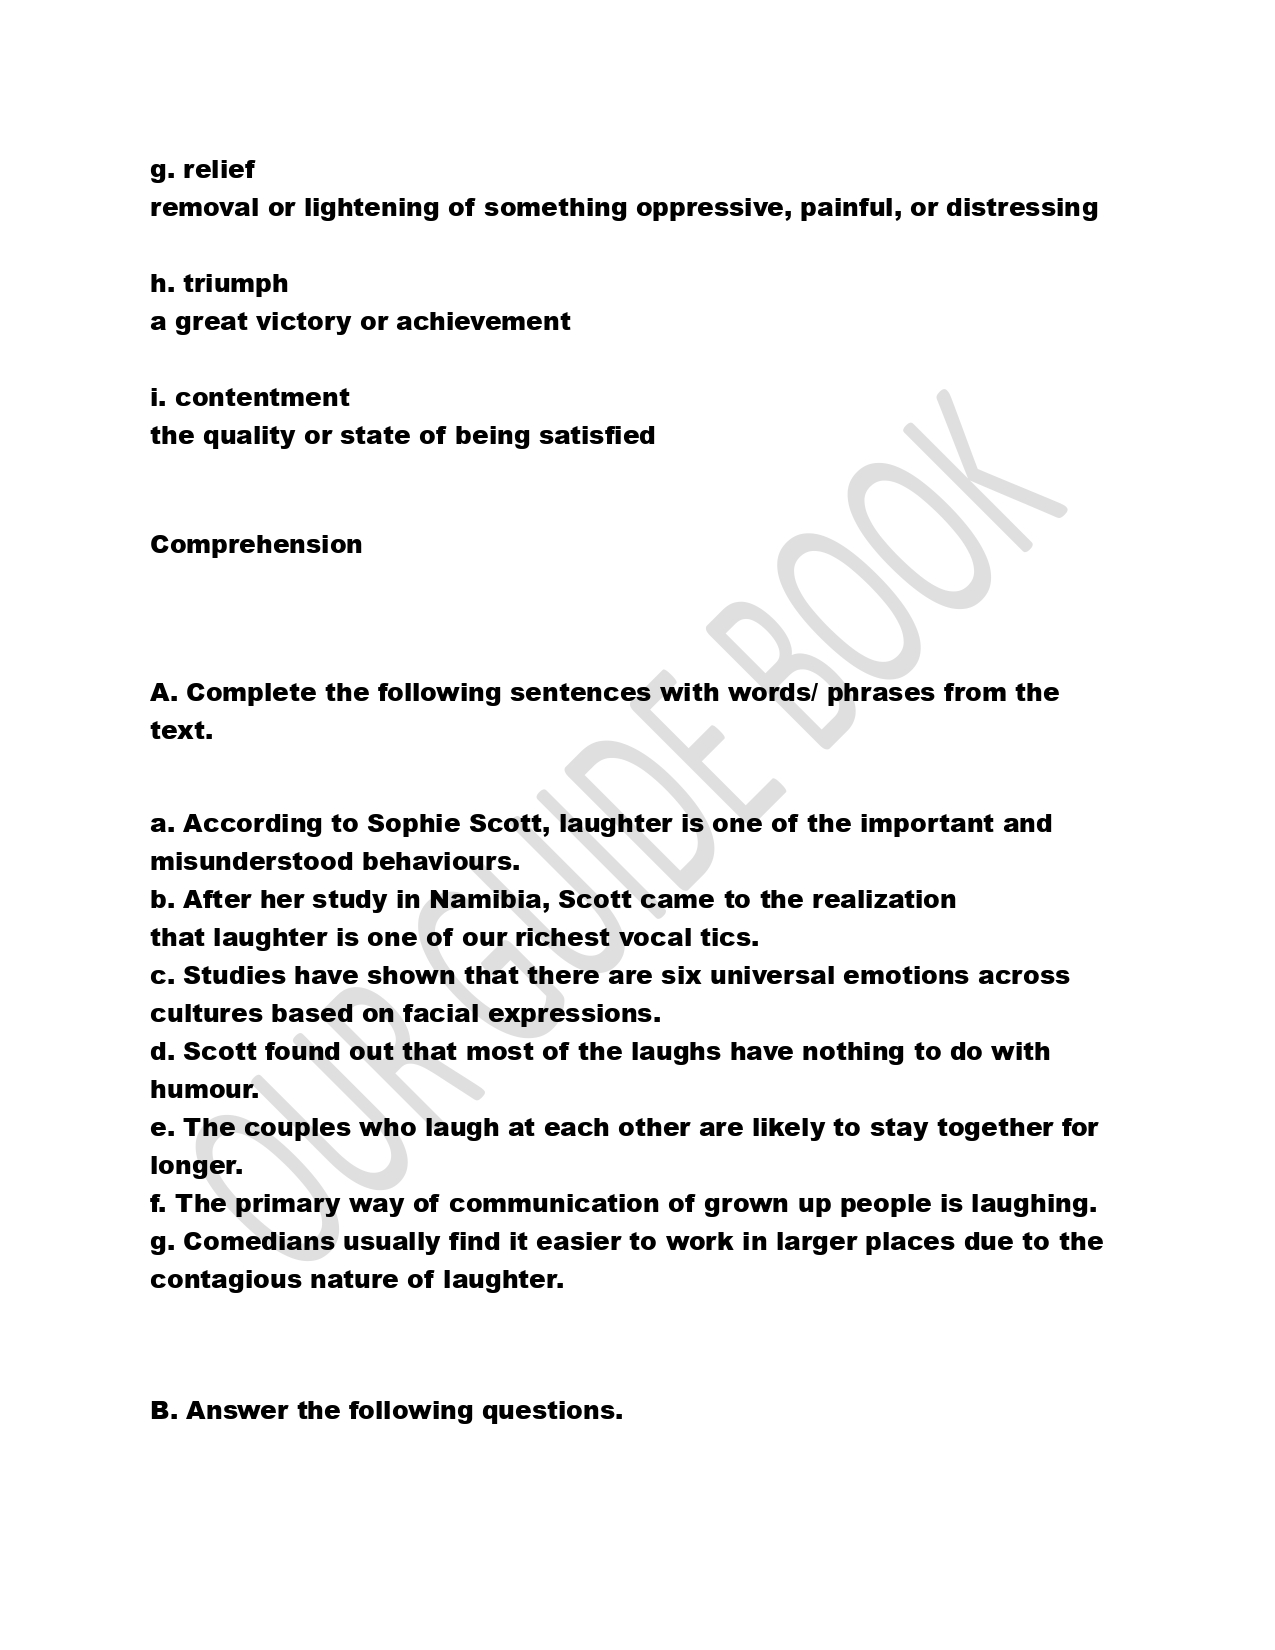 g. relief
removal or lightening of something oppressive, painful, or distressing
h. triumph
a great victory or achievement
i. contentment
the quality or state of being satisfied
Comprehension
A. Complete the following sentences with words/ phrases from the
text.
a. According to Sophie Scott, laughter is one of the important and
misunderstood behaviours.
b. After her study in Namibia, Scott came to the realization
that laughter is one of our richest vocal tics.
c. Studies have shown that there are six universal emotions across
cultures based on facial expressions.
d. Scott found out that most of the laughs have nothing to do with
humour.
e. The couples who laugh at each other are likely to stay together for
longer.
f. The primary way of communication of grown up people is laughing.
g. Comedians usually find it easier to work in larger places due to the
contagious nature of laughter.
B. Answer the following questions.
OUR GUIDE BOOK